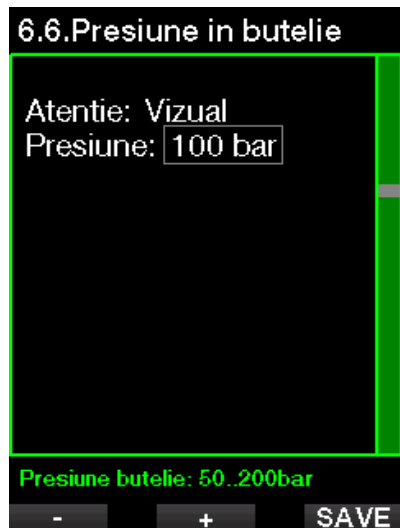 6.6.Presiune in butelie
Atentie: Vizual
Presiune: 100 bar
Presiune butelie: 50..200bar
- + SAVE